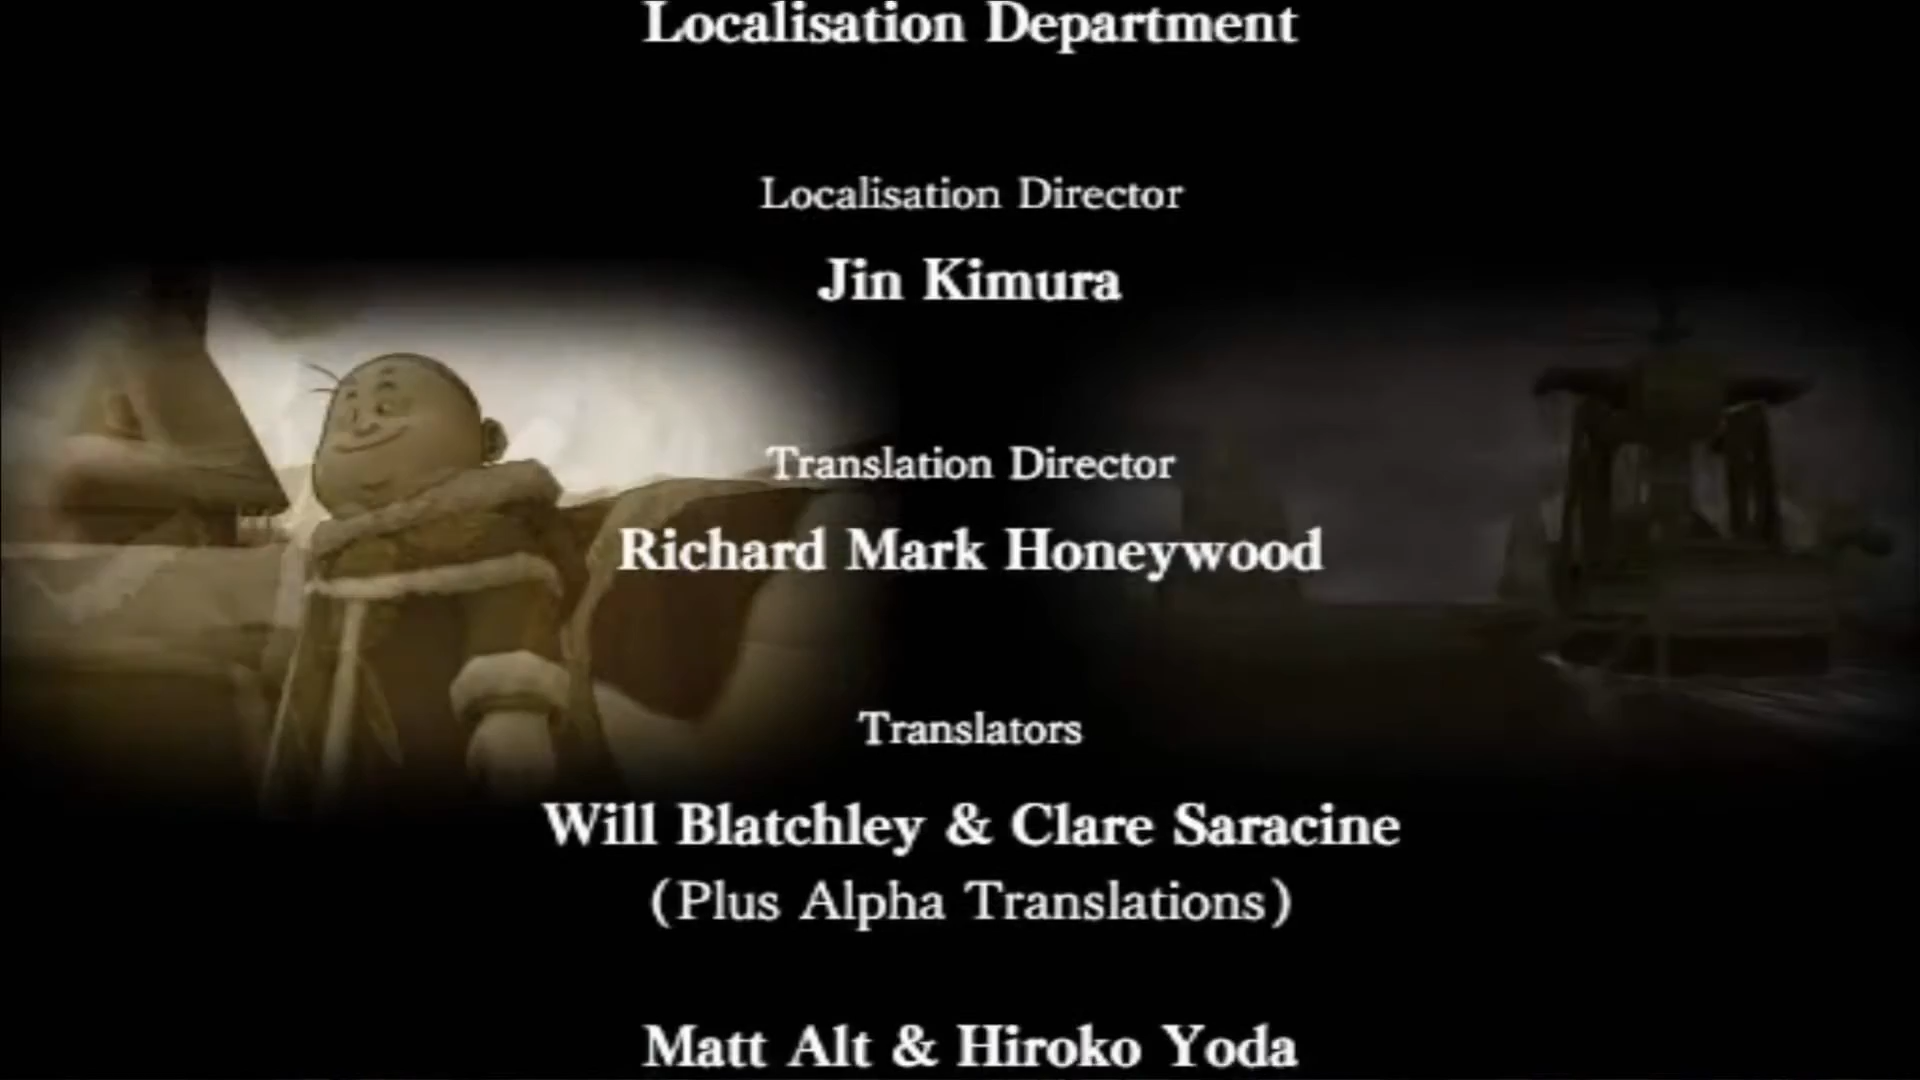 Localisation Department
Localisation Director
Jin Kimura
Translation Director
Richard Mark Honeywood
Translators
Will Blatchley & Clare Saracine
(Plus Alpha Translations)
Matt Alt & Hiroko Yoda